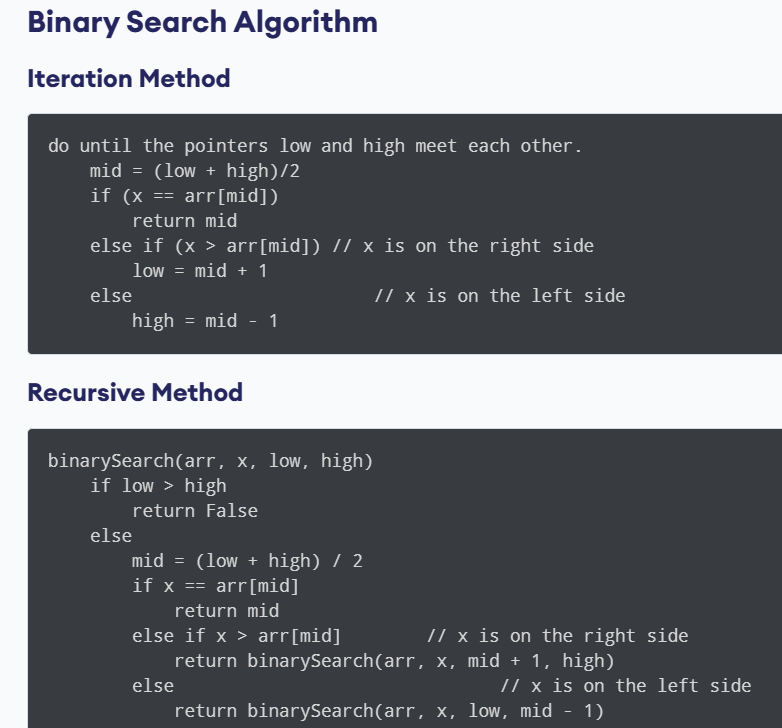 Binary Search Algorithm
Iteration Method
do until the pointers low and high meet each other.
    mid = (low + high)/2
    if (x == arr[mid])
        return mid
    else if (x > arr[mid]) // x is on the right side
        low = mid + 1
    else                       // x is on the left side
        high = mid - 1
Recursive Method
binarySearch(arr, x, low, high)
    if low > high
        return False
    else
        mid = (low + high) / 2
        if x == arr[mid]
            return mid
        else if x > arr[mid]        // x is on the right side
            return binarySearch(arr, x, mid + 1, high)
        else                               // x is on the left side
            return binarySearch(arr, x, low, mid - 1)